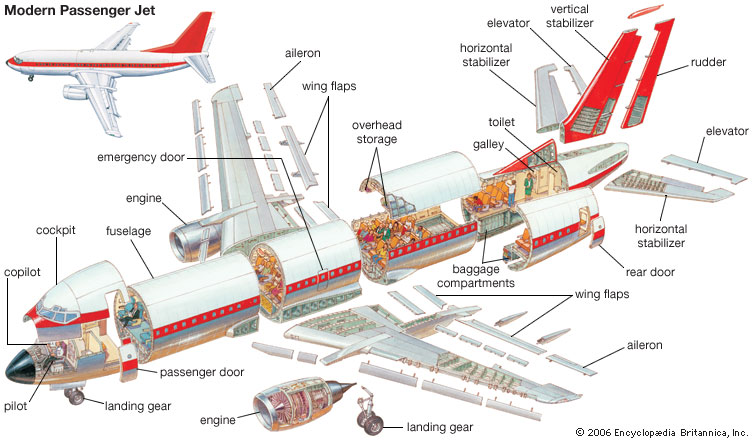 Modern Passenger Jet
vertical
stabilizer
elevator
horizontal
stabilizer
rudder
aileron
wing flaps
overhead
storage
toilet
galley
elevator
emergency door
engine
cockpit
fuselage
copilot
horizontal
stabilizer
rear door
baggage
compartments
wing flaps
aileron
passenger door
pilot
landing gear
engine
landing gear
© 2006 Encyclopædia Britannica, Inc.